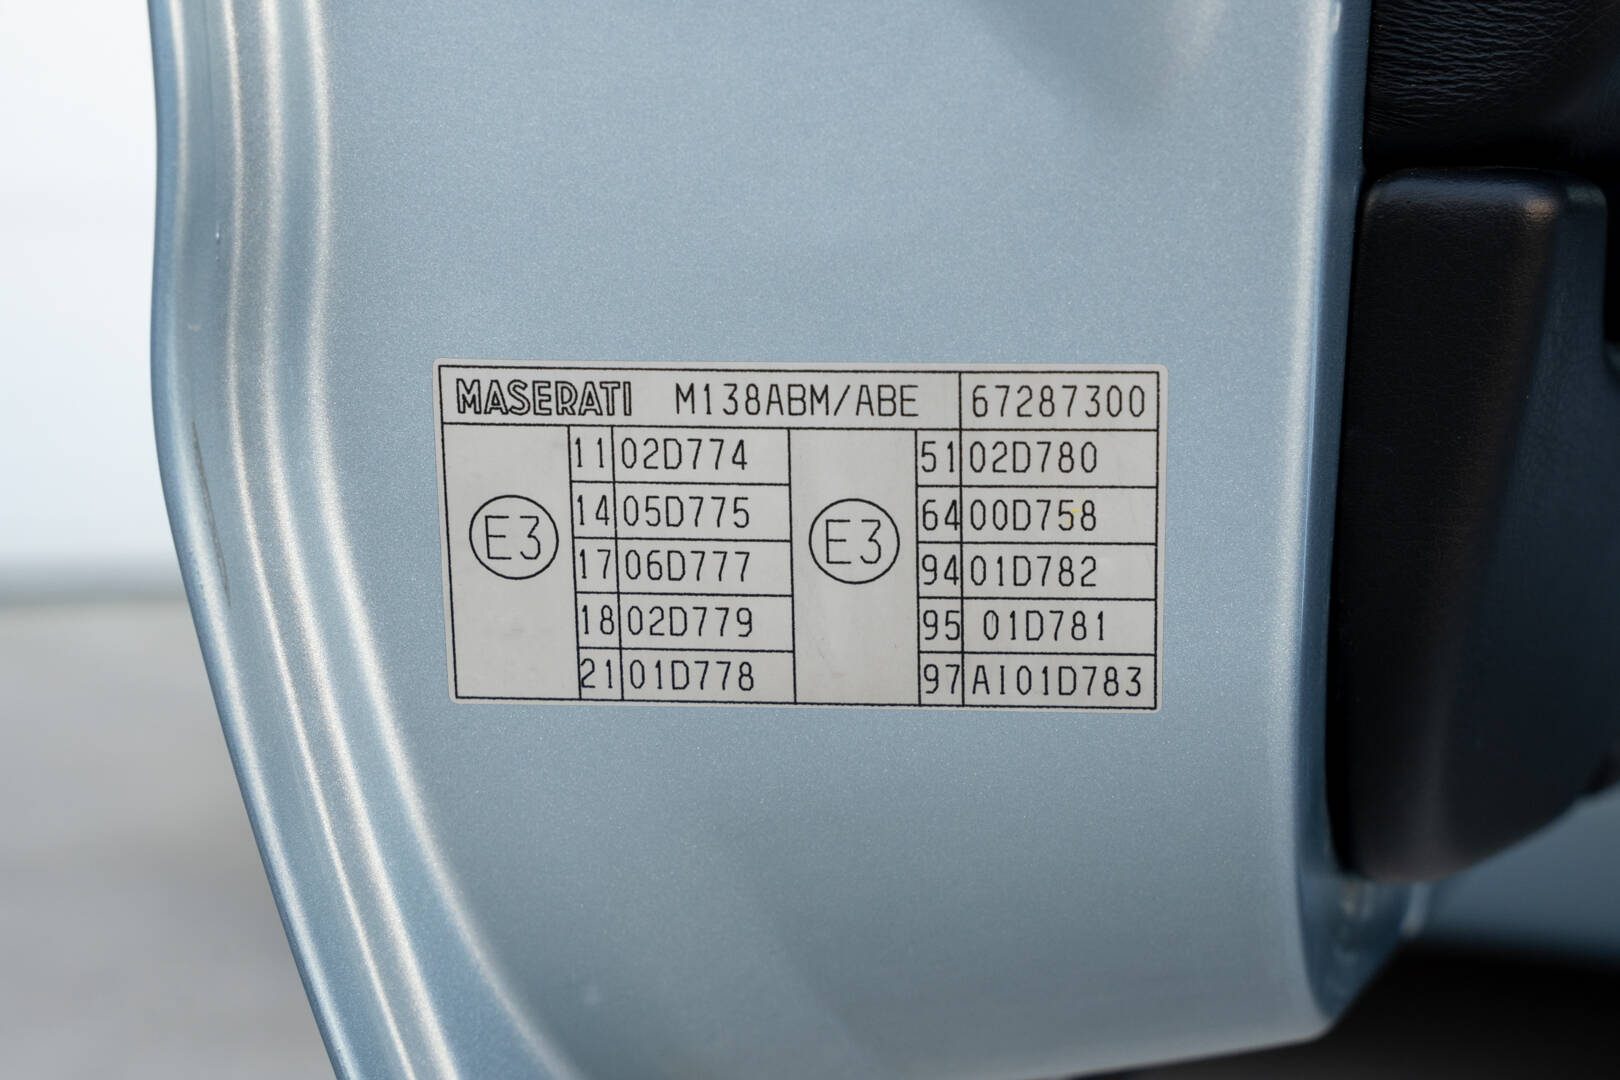 MASERATI M138ABM/ABE 67287300
E3
11 02D774
14 05D775
17 06D777
18 02D779
21 01D778
E3
51 02D780
64 00D758
94 01D782
95 01D781
97 AI01D783